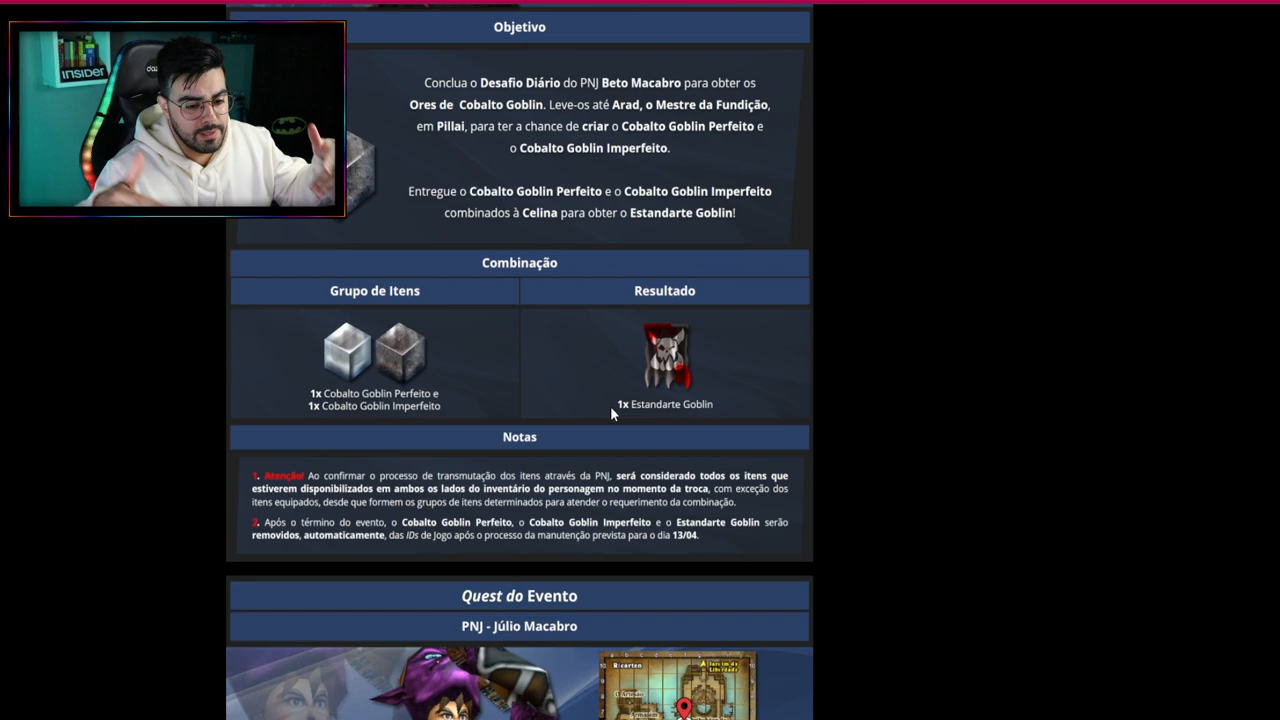 INSIDER
Objetivo
Conclua o Desafio Diário do PNJ Beto Macabro para obter os
Ores de Cobalto Goblin. Leve-os até Arad, o Mestre da Fundição,
em Pillai, para ter a chance de criar o Cobalto Goblin Perfeito e
o Cobalto Goblin Imperfeito.
Entregue o Cobalto Goblin Perfeito e o Cobalto Goblin Imperfeito
combinados à Celina para obter o Estandarte Goblin!
Combinação
Grupo de Itens
Resultado
1x Cobalto Goblin Perfeito e
1x Cobalto Goblin Imperfeito
1x Estandarte Goblin
Notas
1. Atenção! Ao confirmar o processo de transmutação dos itens através da PNJ, será considerado todos os itens que
estiverem disponibilizados em ambos os lados do inventário do personagem no momento da troca, com exceção dos
itens equipados, desde que formem os grupos de itens determinados para atender o requerimento da combinação.
2. Após o término do evento, o Cobalto Goblin Perfeito, o Cobalto Goblin Imperfeito e o Estandarte Goblin serão
removidos, automaticamente, das IDs de Jogo após o processo da manutenção prevista para o dia 13/04.
Quest do Evento
PNJ - Júlio Macabro
Ricarten
Jardim da
Liberdade